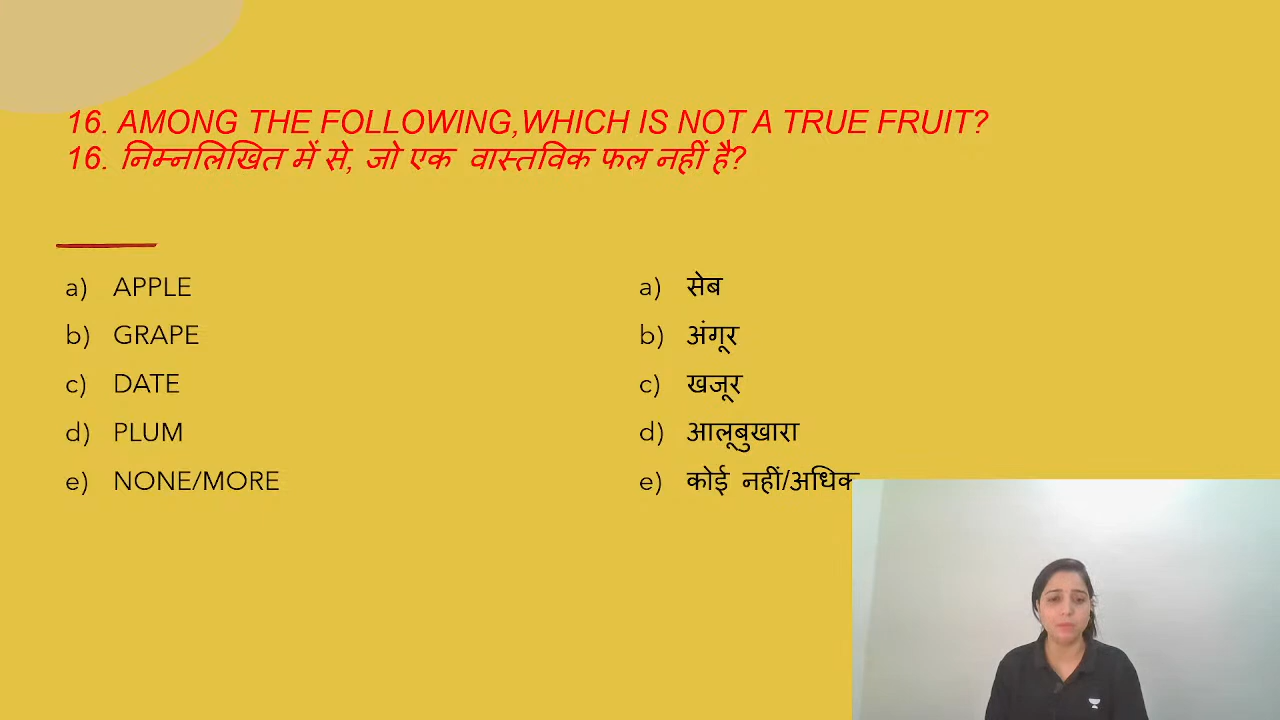 16. AMONG THE FOLLOWING,WHICH IS NOT A TRUE FRUIT?
16. निम्नलिखित में से, जो एक वास्तविक फल नहीं है?
a) APPLE
b) GRAPE
c) DATE
d) PLUM
e) NONE/MORE
a) सेब
b) अंगूर
c) खजूर
d) आलूबुखारा
e) कोई नहीं/अधिक